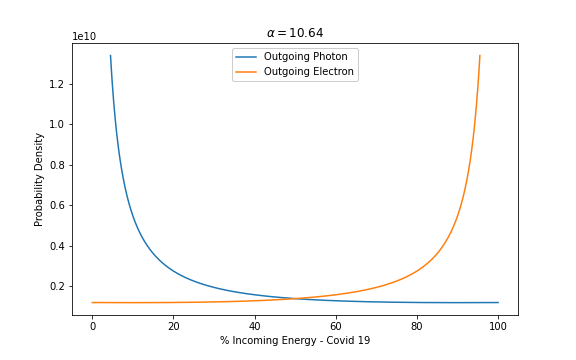 α = 10.64
1e10
Outgoing Photon
Outgoing Electron
Probability Density
1.2
1.0
0.8
0.6
0.4
0.2
0 20 40 60 80 100
% Incoming Energy - Covid 19